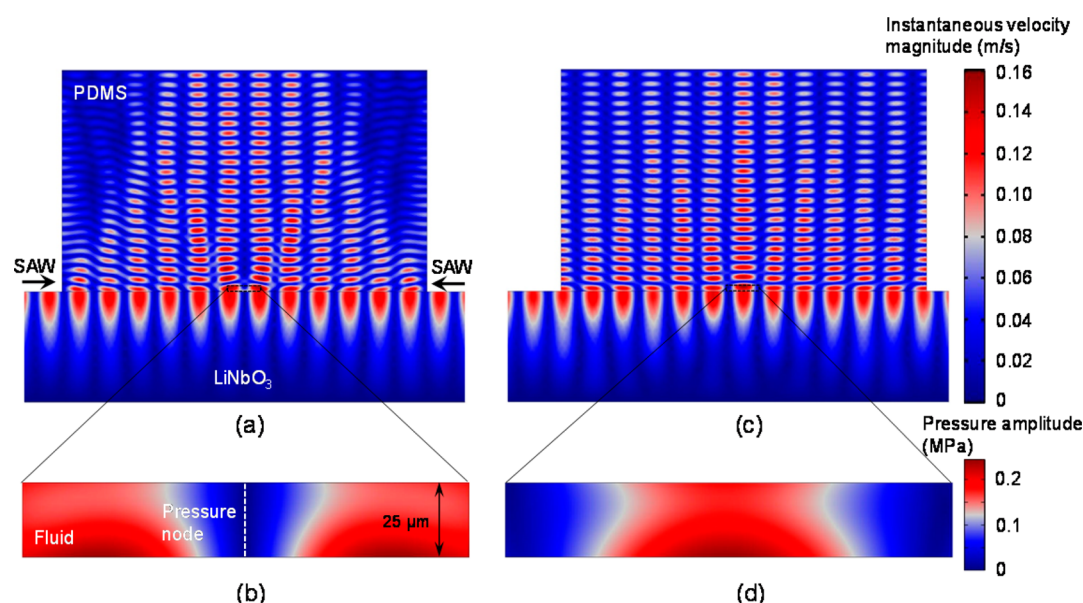 Instantaneous velocity
magnitude (m/s)
PDMS
SAW
SAW
LiNbO3
(a)
(c)
0.16
0.14
0.12
0.10
0.08
0.06
0.04
0.02
0
Pressure amplitude
(MPa)
Fluid
Pressure
node
25 µm
0.2
0.1
0
(b)
(d)